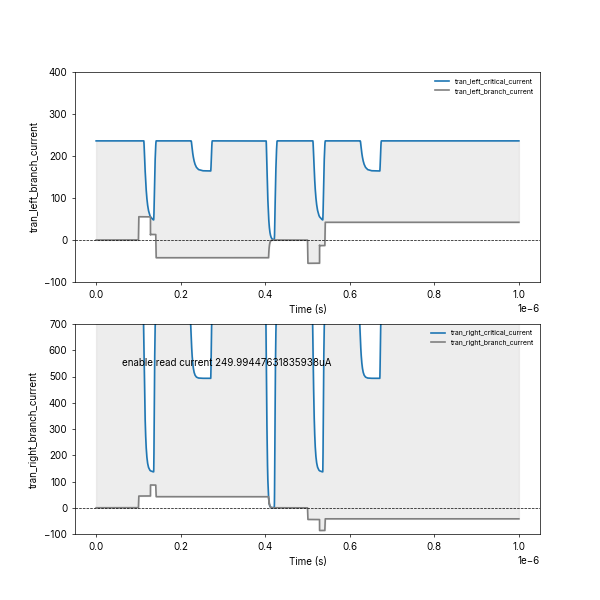 400
300
200
100
0
−100
tran_left_branch_current
tran_left_critical_current
tran_left_branch_current
0.0
0.2
0.4
0.6
0.8
1.0
Time (s)
1e−6
700
600
500
400
300
200
100
0
−100
tran_right_branch_current
tran_right_critical_current
tran_right_branch_current
enable read current 249.99447631835938uA
0.0
0.2
0.4
0.6
0.8
1.0
Time (s)
1e−6